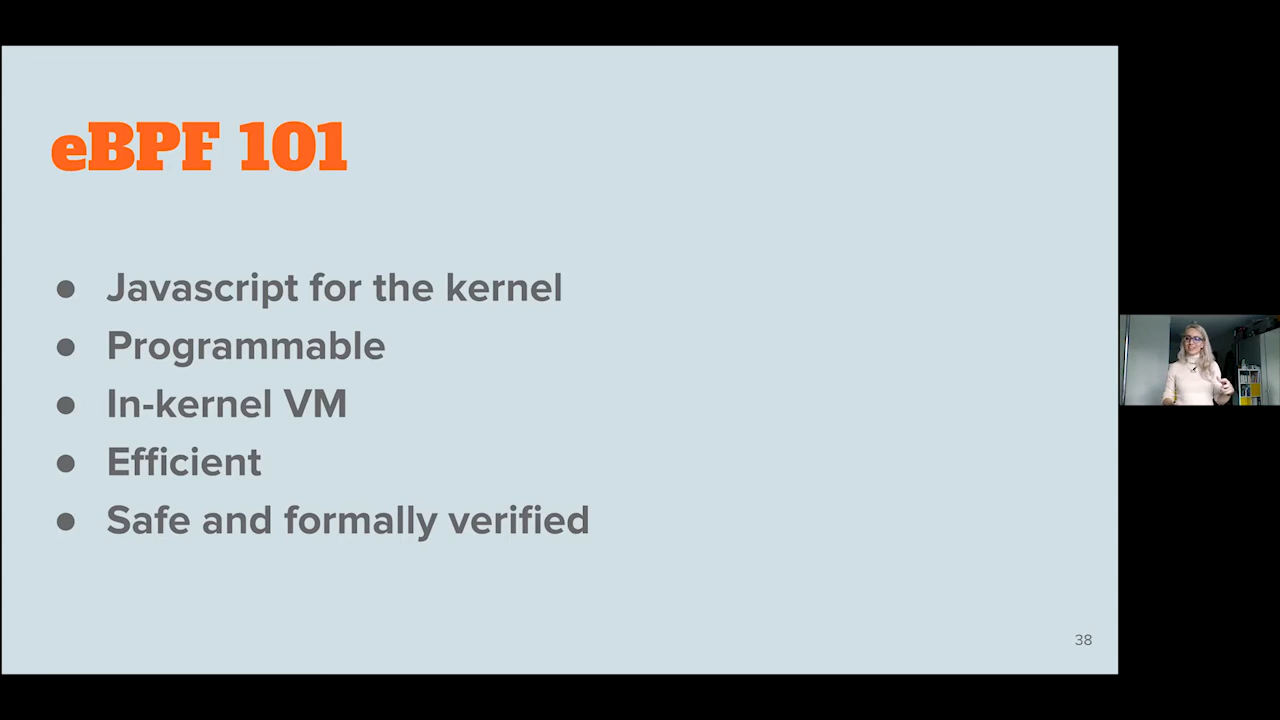 eBPF 101
● Javascript for the kernel
● Programmable
● In-kernel VM
● Efficient
● Safe and formally verified
38